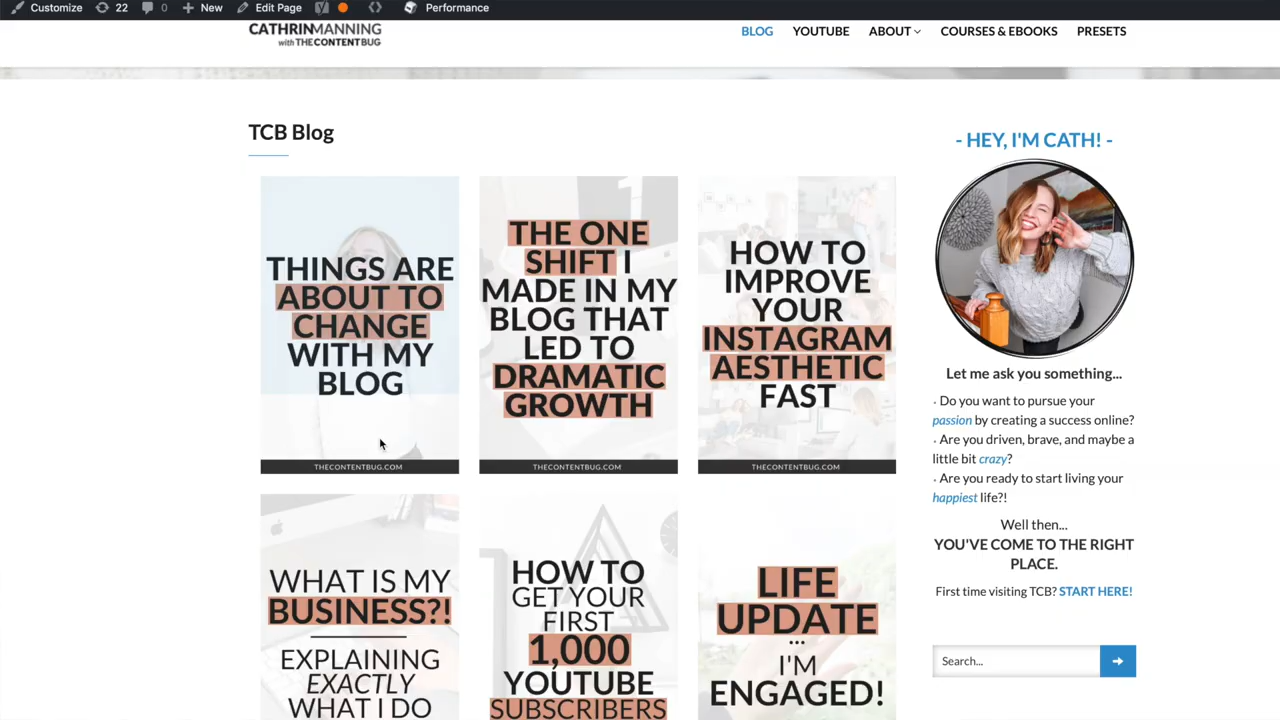 Customize 22 0 New Edit Page Performance
CATHRINMANNING
with THECONTENTBUG
BLOG YOUTUBE ABOUT COURSES & EBOOKS PRESETS
TCB Blog
THINGS ARE
ABOUT TO
CHANGE
WITH MY
BLOG
THECONTENTBUG.COM
THE ONE
SHIFT I
MADE IN MY
BLOG THAT
LED TO
DRAMATIC
GROWTH
THECONTENTBUG.COM
HOW TO
IMPROVE
YOUR
INSTAGRAM
AESTHETIC
FAST
THECONTENTBUG.COM
WHAT IS MY
BUSINESS?!
EXPLAINING
EXACTLY
WHAT I DO
HOW TO
GET YOUR
FIRST
1,000
YOUTUBE
SUBSCRIBERS
LIFE
UPDATE
...
I'M
ENGAGED!
- HEY, I'M CATH! -
Let me ask you something...
· Do you want to pursue your
passion by creating a success online?
· Are you driven, brave, and maybe a
little bit crazy?
· Are you ready to start living your
happiest life?!
Well then...
YOU'VE COME TO THE RIGHT
PLACE.
First time visiting TCB? START HERE!
Search...